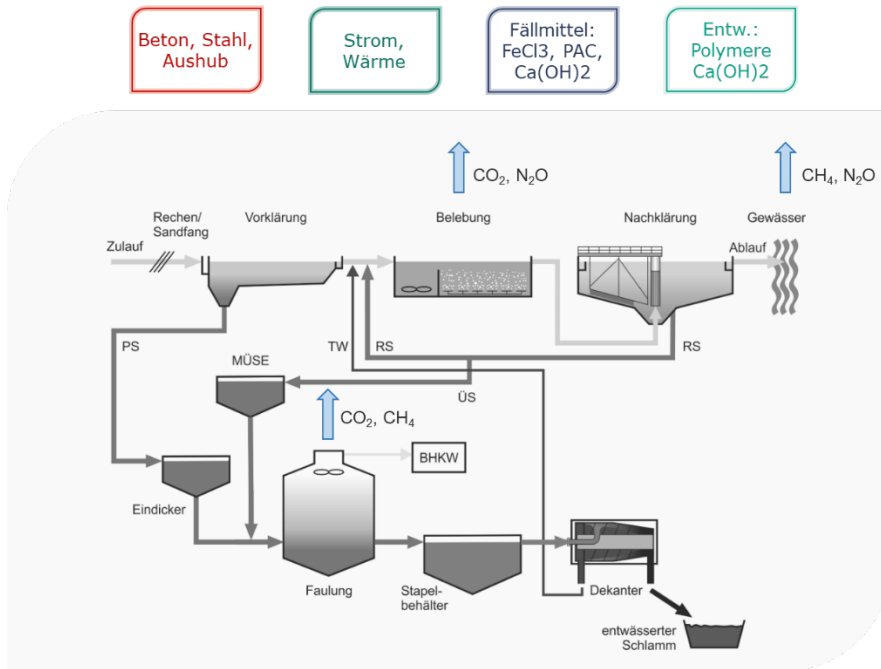 Beton, Stahl,
Aushub
Strom,
Wärme
Fällmittel:
FeCl3, PAC,
Ca(OH)2
Entw.:
Polymere
Ca(OH)2
CO₂, N₂O
CH₄, N₂O
Rechen/
Sandfang
Vorklärung
Belebung
Nachklärung
Gewässer
Zulauf
Ablauf
PS
TW
RS
RS
MÜSE
ÜS
CO₂, CH₄
BHKW
Eindicker
Faulung
Stapel-
behälter
Dekanter
entwässerter
Schlamm